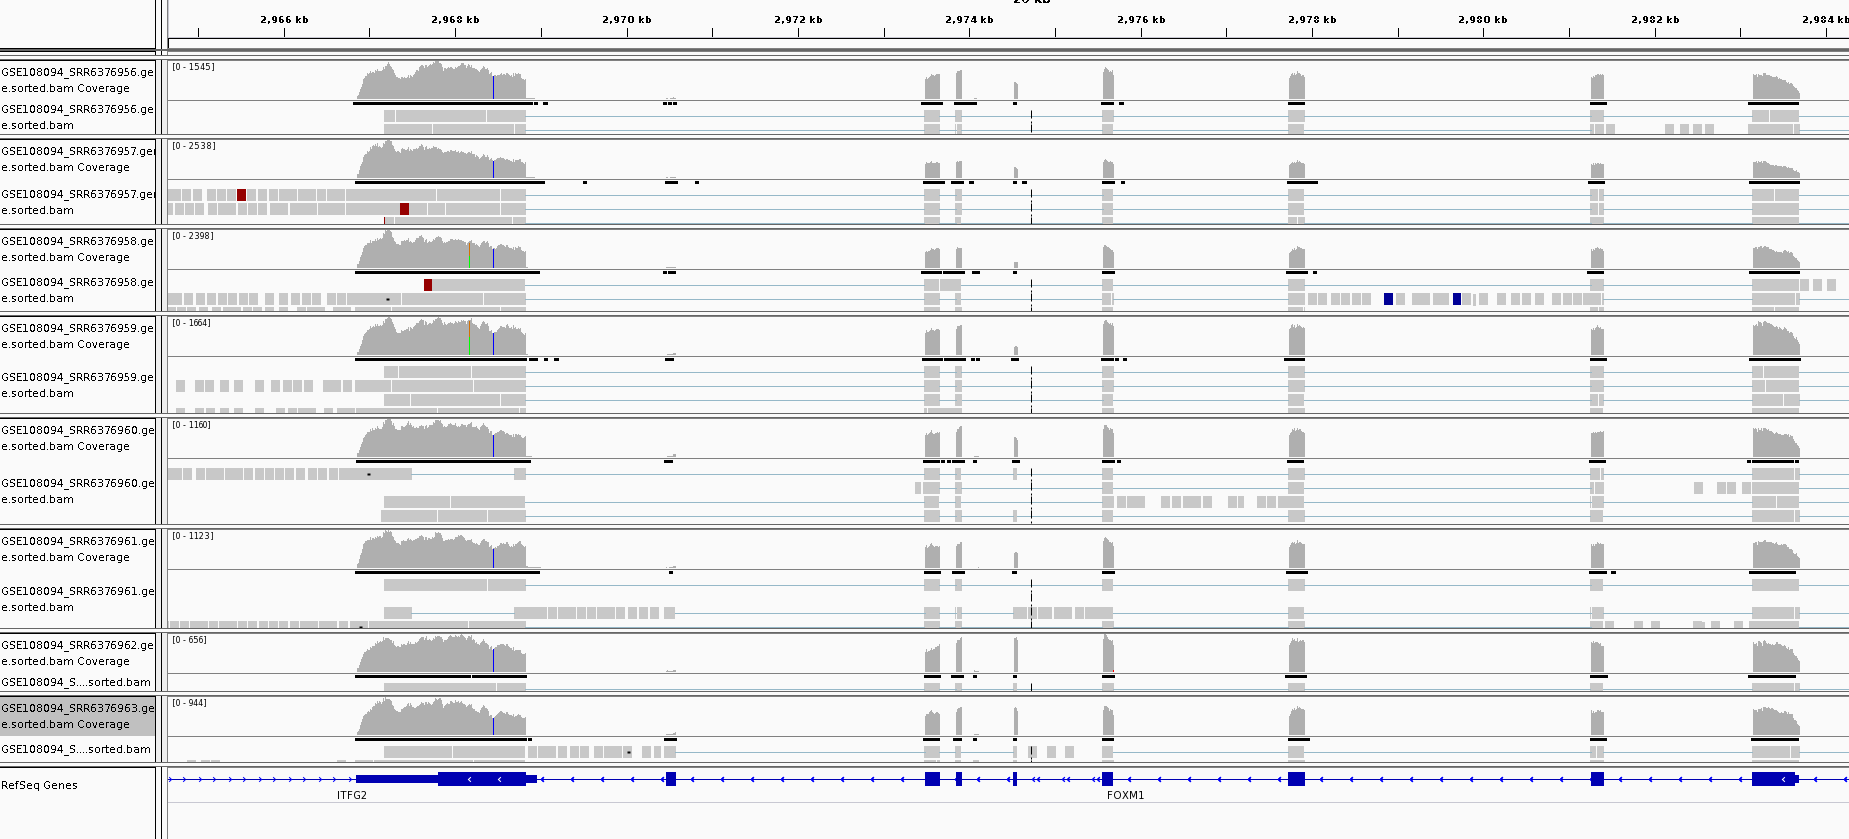 20 kb
2,966 kb 2,968 kb 2,970 kb 2,972 kb 2,974 kb 2,976 kb 2,978 kb 2,980 kb 2,982 kb 2,984 kb
GSE108094_SRR6376956.ge
e.sorted.bam Coverage
[0 - 1545]
GSE108094_SRR6376956.ge
e.sorted.bam
GSE108094_SRR6376957.gen
e.sorted.bam Coverage
[0 - 2538]
GSE108094_SRR6376957.gen
e.sorted.bam
GSE108094_SRR6376958.ge
e.sorted.bam Coverage
[0 - 2398]
GSE108094_SRR6376958.ge
e.sorted.bam
GSE108094_SRR6376959.ge
e.sorted.bam Coverage
[0 - 1664]
GSE108094_SRR6376959.ge
e.sorted.bam
GSE108094_SRR6376960.ge
e.sorted.bam Coverage
[0 - 1160]
GSE108094_SRR6376960.ge
e.sorted.bam
GSE108094_SRR6376961.ge
e.sorted.bam Coverage
[0 - 1123]
GSE108094_SRR6376961.ge
e.sorted.bam
GSE108094_SRR6376962.ge
e.sorted.bam Coverage
[0 - 656]
GSE108094_S....sorted.bam
GSE108094_SRR6376963.ge
e.sorted.bam Coverage
[0 - 944]
GSE108094_S....sorted.bam
RefSeq Genes
ITFG2 FOXM1